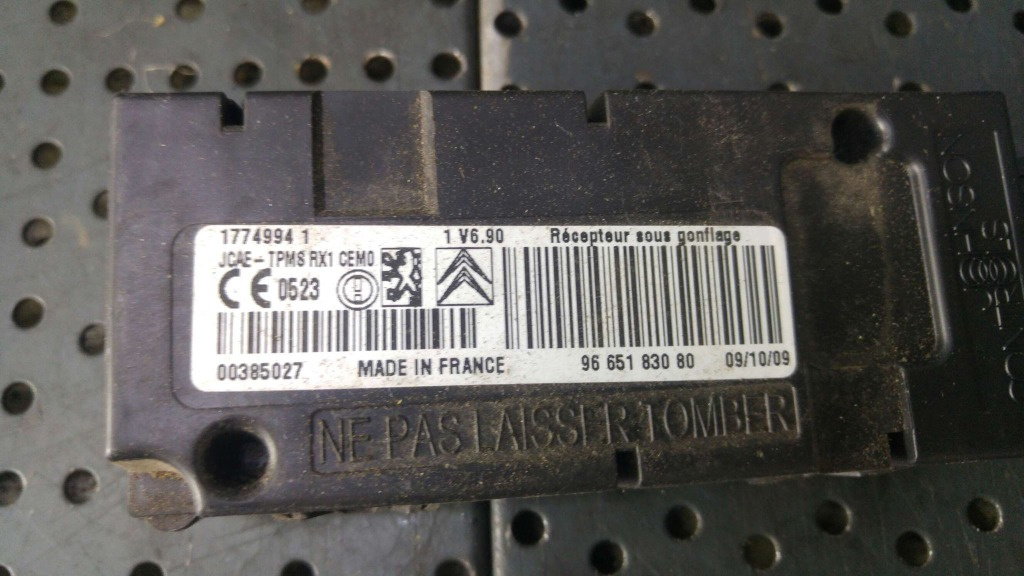 1774994 1 1 V6.90 Récepteur sous gonflage
JCAE - TPMS RX1 CEM0
CE 0523
00385027 MADE IN FRANCE 96 651 830 80 09/10/09
NE PAS LAISSER TOMBER